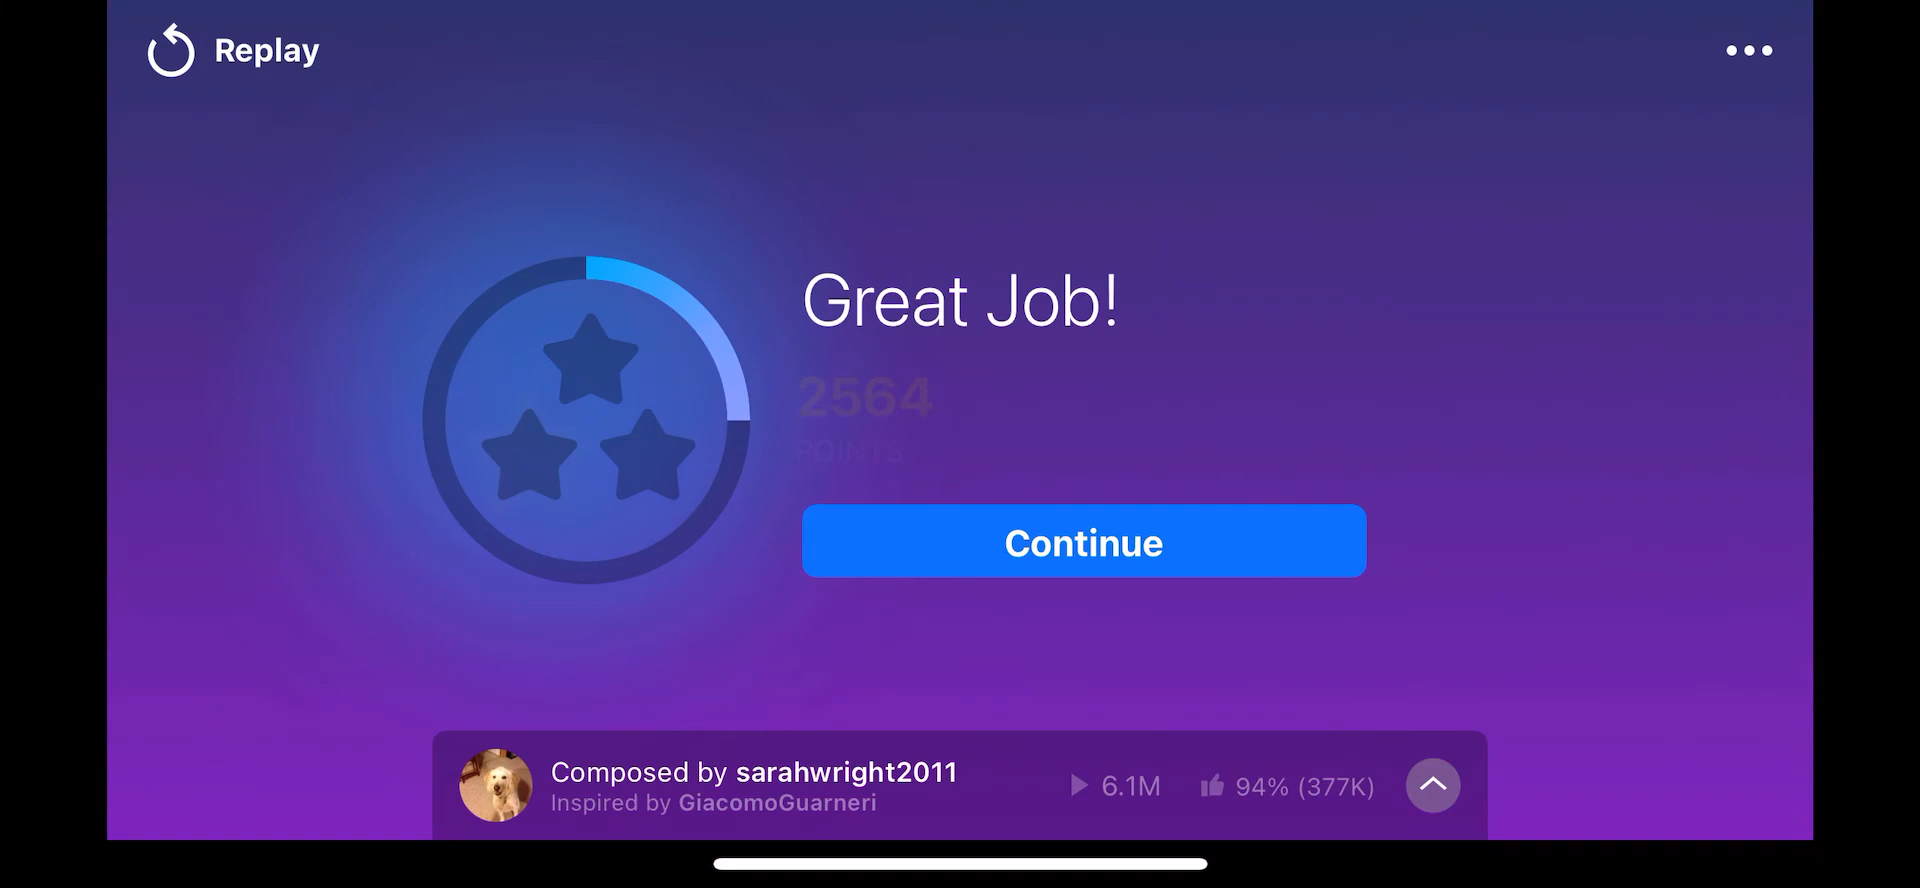 Replay
Great Job!
2564
POINTS
Continue
Composed by sarahwright2011
Inspired by GiacomoGuarneri
6.1M
94% (377K)